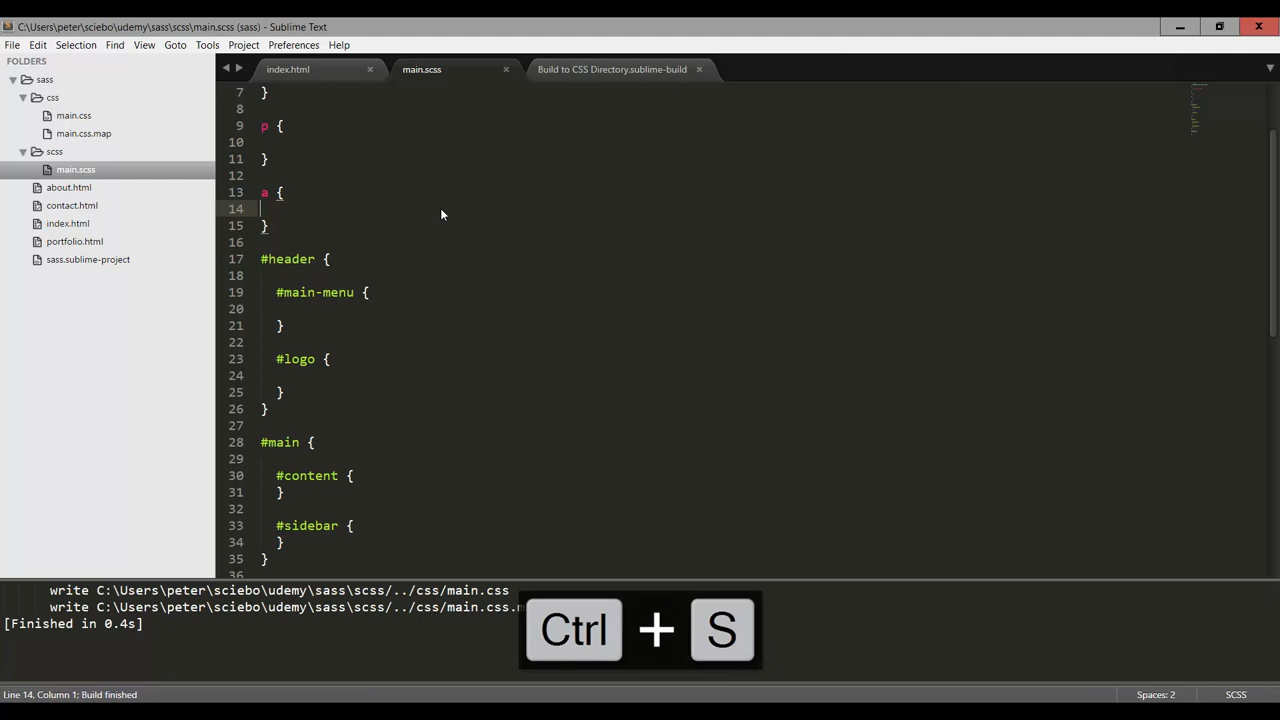 C:\Users\peter\sciebo\udemy\sass\scss\main.scss (sass) - Sublime Text
File Edit Selection Find View Goto Tools Project Preferences Help
FOLDERS
sass
css
main.css
main.css.map
scss
main.scss
about.html
contact.html
index.html
portfolio.html
sass.sublime-project
index.html main.scss Build to CSS Directory.sublime-build
7 }
8
9 p {
10
11 }
12
13 a {
14
15 }
16
17 #header {
18
19 #main-menu {
20
21 }
22
23 #logo {
24
25 }
26 }
27
28 #main {
29
30 #content {
31 }
32
33 #sidebar {
34 }
35 }
36
write C:\Users\peter\sciebo\udemy\sass\scss/../css/main.css
write C:\Users\peter\sciebo\udemy\sass\scss/../css/main.css.m
[Finished in 0.4s]
Ctrl + S
Line 14, Column 1; Build finished Spaces: 2 SCSS